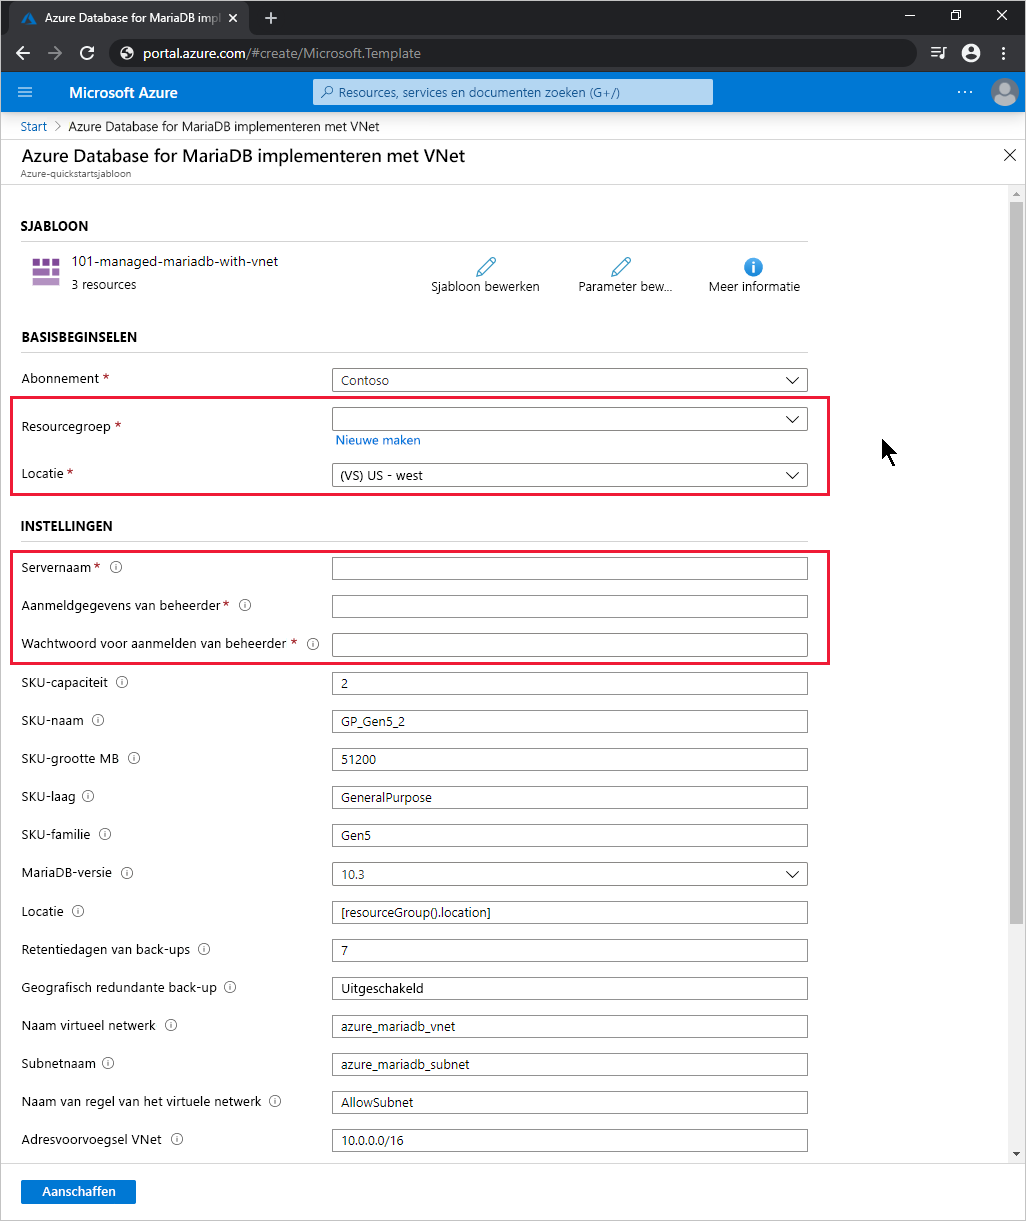 Azure Database for MariaDB impl
portal.azure.com/#create/Microsoft.Template
Microsoft Azure
Resources, services en documenten zoeken (G+/)
Start > Azure Database for MariaDB implementeren met VNet
Azure Database for MariaDB implementeren met VNet
Azure-quickstartsjabloon
SJABLOON
101-managed-mariadb-with-vnet
3 resources
Sjabloon bewerken
Parameter bew...
Meer informatie
BASISBEGINSELEN
Abonnement * Contoso
Resourcegroep *
Nieuwe maken
Locatie * (VS) US - west
INSTELLINGEN
Servernaam *
Aanmeldgegevens van beheerder *
Wachtwoord voor aanmelden van beheerder *
SKU-capaciteit 2
SKU-naam GP_Gen5_2
SKU-grootte MB 51200
SKU-laag GeneralPurpose
SKU-familie Gen5
MariaDB-versie 10.3
Locatie [resourceGroup().location]
Retentiedagen van back-ups 7
Geografisch redundante back-up Uitgeschakeld
Naam virtueel netwerk azure_mariadb_vnet
Subnetnaam azure_mariadb_subnet
Naam van regel van het virtuele netwerk AllowSubnet
Adresvoorvoegsel VNet 10.0.0.0/16
Aanschaffen